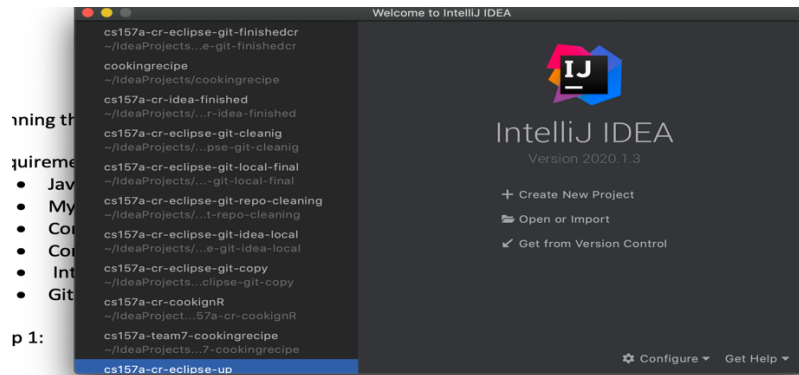 Welcome to IntelliJ IDEA
cs157a-cr-eclipse-git-finishedcr
~/IdeaProjects...e-git-finishedcr
cookingrecipe
~/IdeaProjects/cookingrecipe
cs157a-cr-idea-finished
~/IdeaProjects/...r-idea-finished
cs157a-cr-eclipse-git-cleanig
~/IdeaProjects/...pse-git-cleanig
cs157a-cr-eclipse-git-local-final
~/IdeaProjects/...-git-local-final
cs157a-cr-eclipse-git-repo-cleaning
~/IdeaProjects/...t-repo-cleaning
cs157a-cr-eclipse-git-idea-local
~/IdeaProjects/...e-git-idea-local
cs157a-cr-eclipse-git-copy
~/IdeaProjects...clipse-git-copy
cs157a-cr-cookignR
~/IdeaProject...57a-cr-cookignR
cs157a-team7-cookingrecipe
~/IdeaProjects...7-cookingrecipe
cs157a-cr-eclipse-up
IJ
IntelliJ IDEA
Version 2020.1.3
+ Create New Project
Open or Import
Get from Version Control
Configure
Get Help
nning th
quireme
• Jav
• My
• Co
• Co
• Int
• Git
p 1: